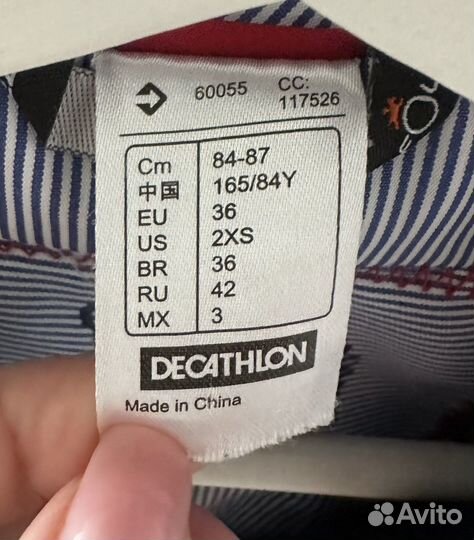 60055 CC: 117526
Cm 84-87
中国 165/84Y
EU 36
US 2XS
BR 36
RU 42
MX 3
DECATHLON
Made in China
Avito